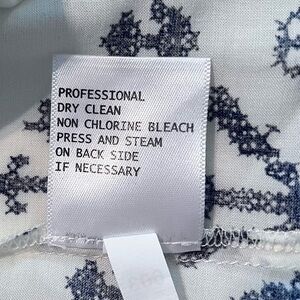 PROFESSIONAL
DRY CLEAN
NON CHLORINE BLEACH
PRESS AND STEAM
ON BACK SIDE
IF NECESSARY